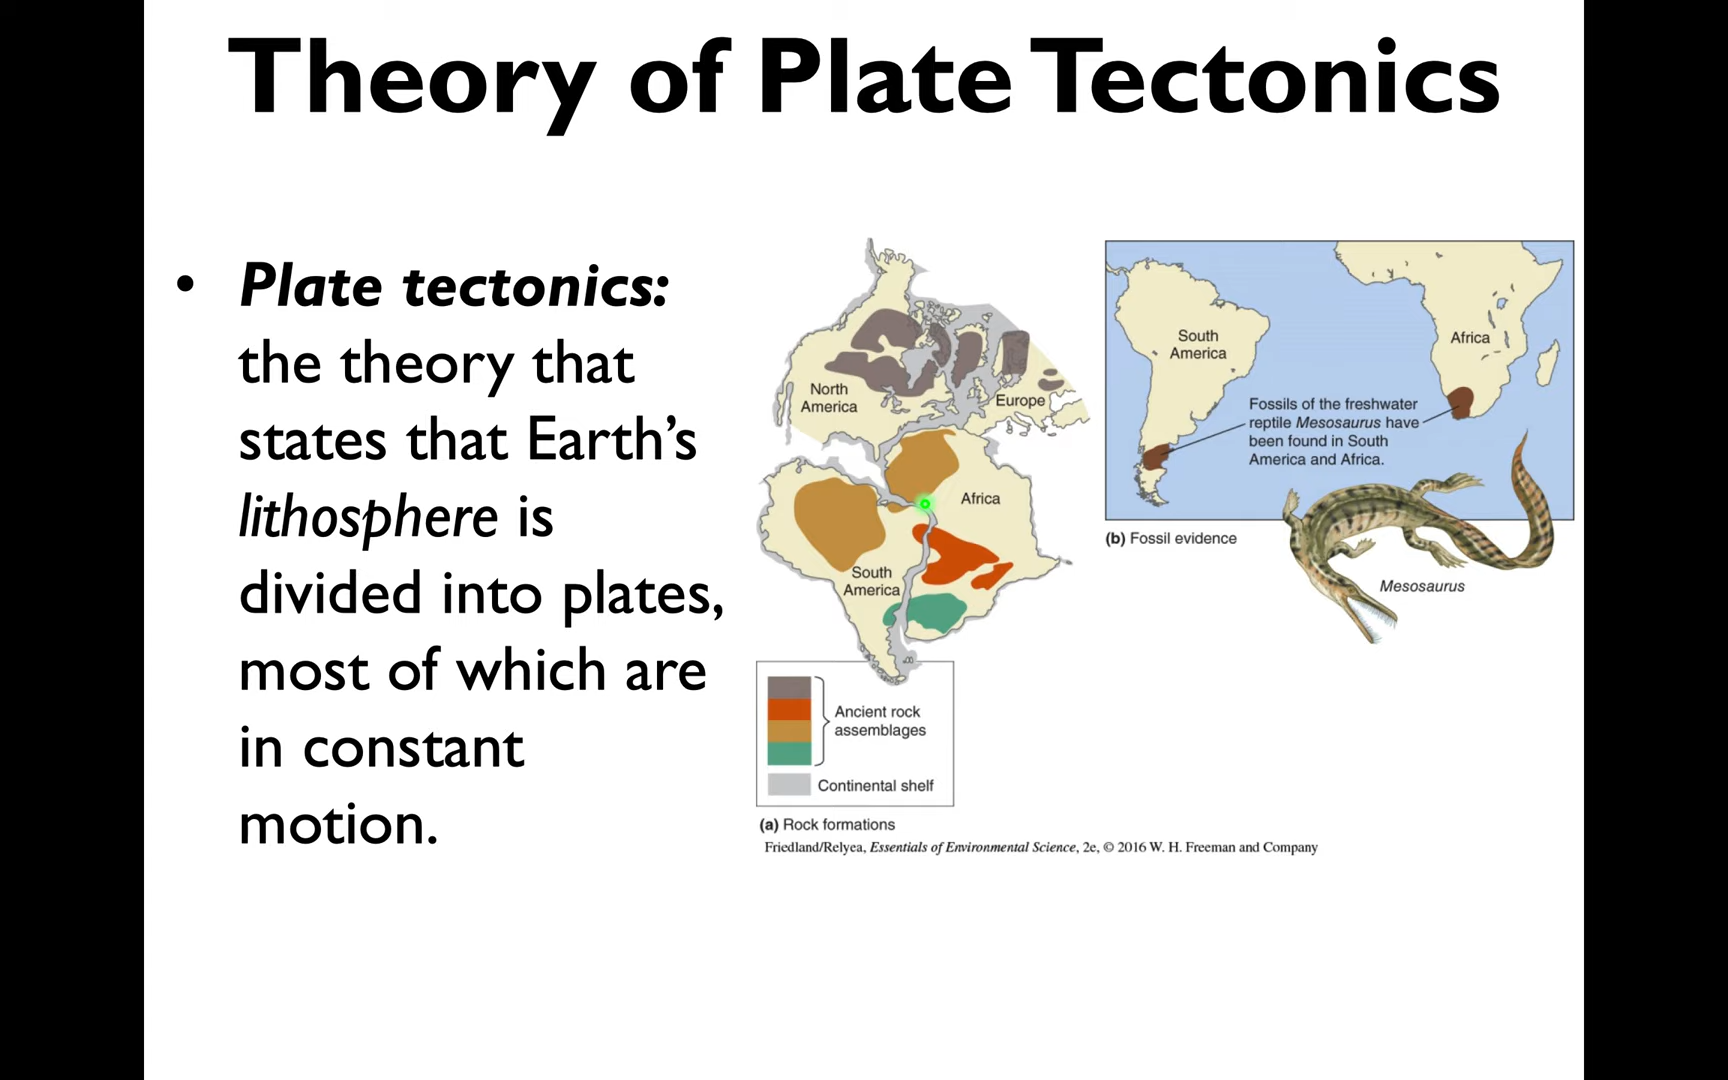 Theory of Plate Tectonics
• Plate tectonics:
the theory that
states that Earth’s
lithosphere is
divided into plates,
most of which are
in constant
motion.
North
America
Europe
Africa
South
America
Ancient rock
assemblages
Continental shelf
(a) Rock formations
South
America
Africa
Fossils of the freshwater
reptile Mesosaurus have
been found in South
America and Africa.
(b) Fossil evidence
Mesosaurus
Friedland/Relyea, Essentials of Environmental Science, 2e, © 2016 W. H. Freeman and Company